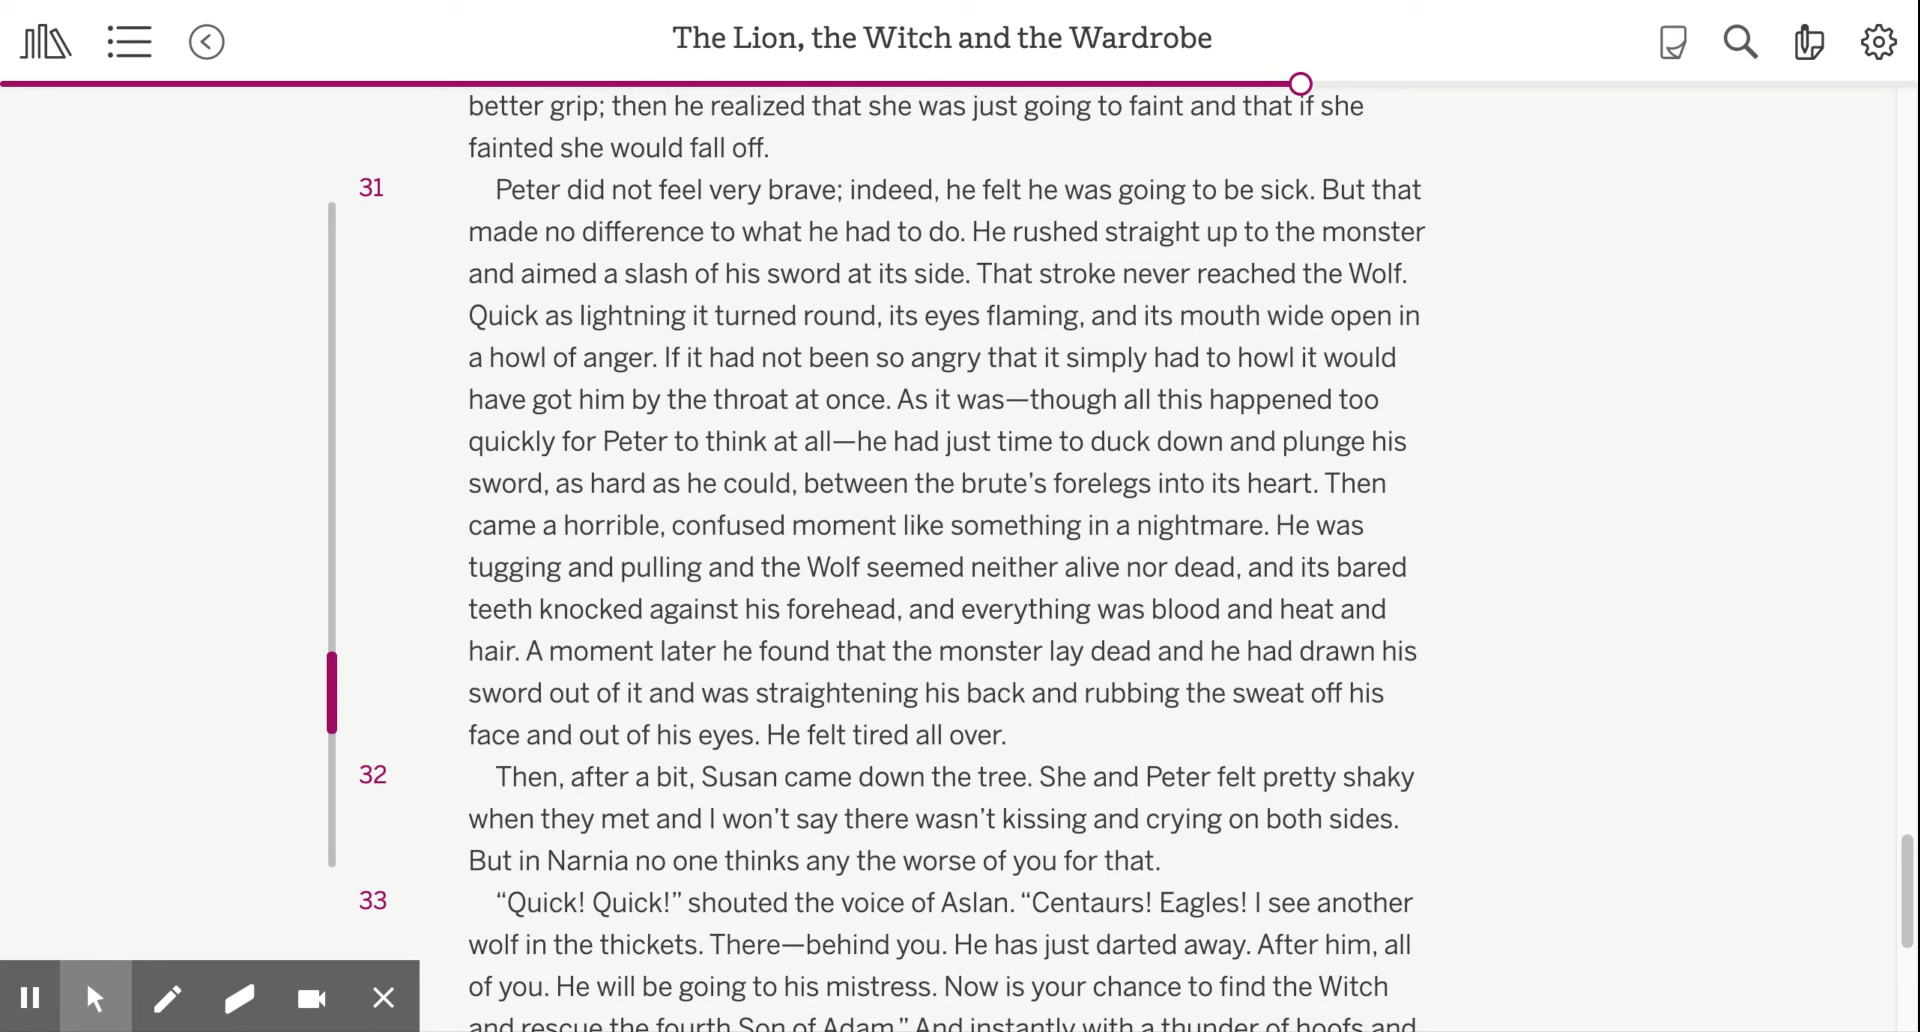 The Lion, the Witch and the Wardrobe
better grip; then he realized that she was just going to faint and that if she
fainted she would fall off.
31
Peter did not feel very brave; indeed, he felt he was going to be sick. But that
made no difference to what he had to do. He rushed straight up to the monster
and aimed a slash of his sword at its side. That stroke never reached the Wolf.
Quick as lightning it turned round, its eyes flaming, and its mouth wide open in
a howl of anger. If it had not been so angry that it simply had to howl it would
have got him by the throat at once. As it was—though all this happened too
quickly for Peter to think at all—he had just time to duck down and plunge his
sword, as hard as he could, between the brute’s forelegs into its heart. Then
came a horrible, confused moment like something in a nightmare. He was
tugging and pulling and the Wolf seemed neither alive nor dead, and its bared
teeth knocked against his forehead, and everything was blood and heat and
hair. A moment later he found that the monster lay dead and he had drawn his
sword out of it and was straightening his back and rubbing the sweat off his
face and out of his eyes. He felt tired all over.
32
Then, after a bit, Susan came down the tree. She and Peter felt pretty shaky
when they met and I won’t say there wasn’t kissing and crying on both sides.
But in Narnia no one thinks any the worse of you for that.
33
“Quick! Quick!” shouted the voice of Aslan. “Centaurs! Eagles! I see another
wolf in the thickets. There—behind you. He has just darted away. After him, all
of you. He will be going to his mistress. Now is your chance to find the Witch
and rescue the fourth Son of Adam.” And instantly with a thunder of hoofs and